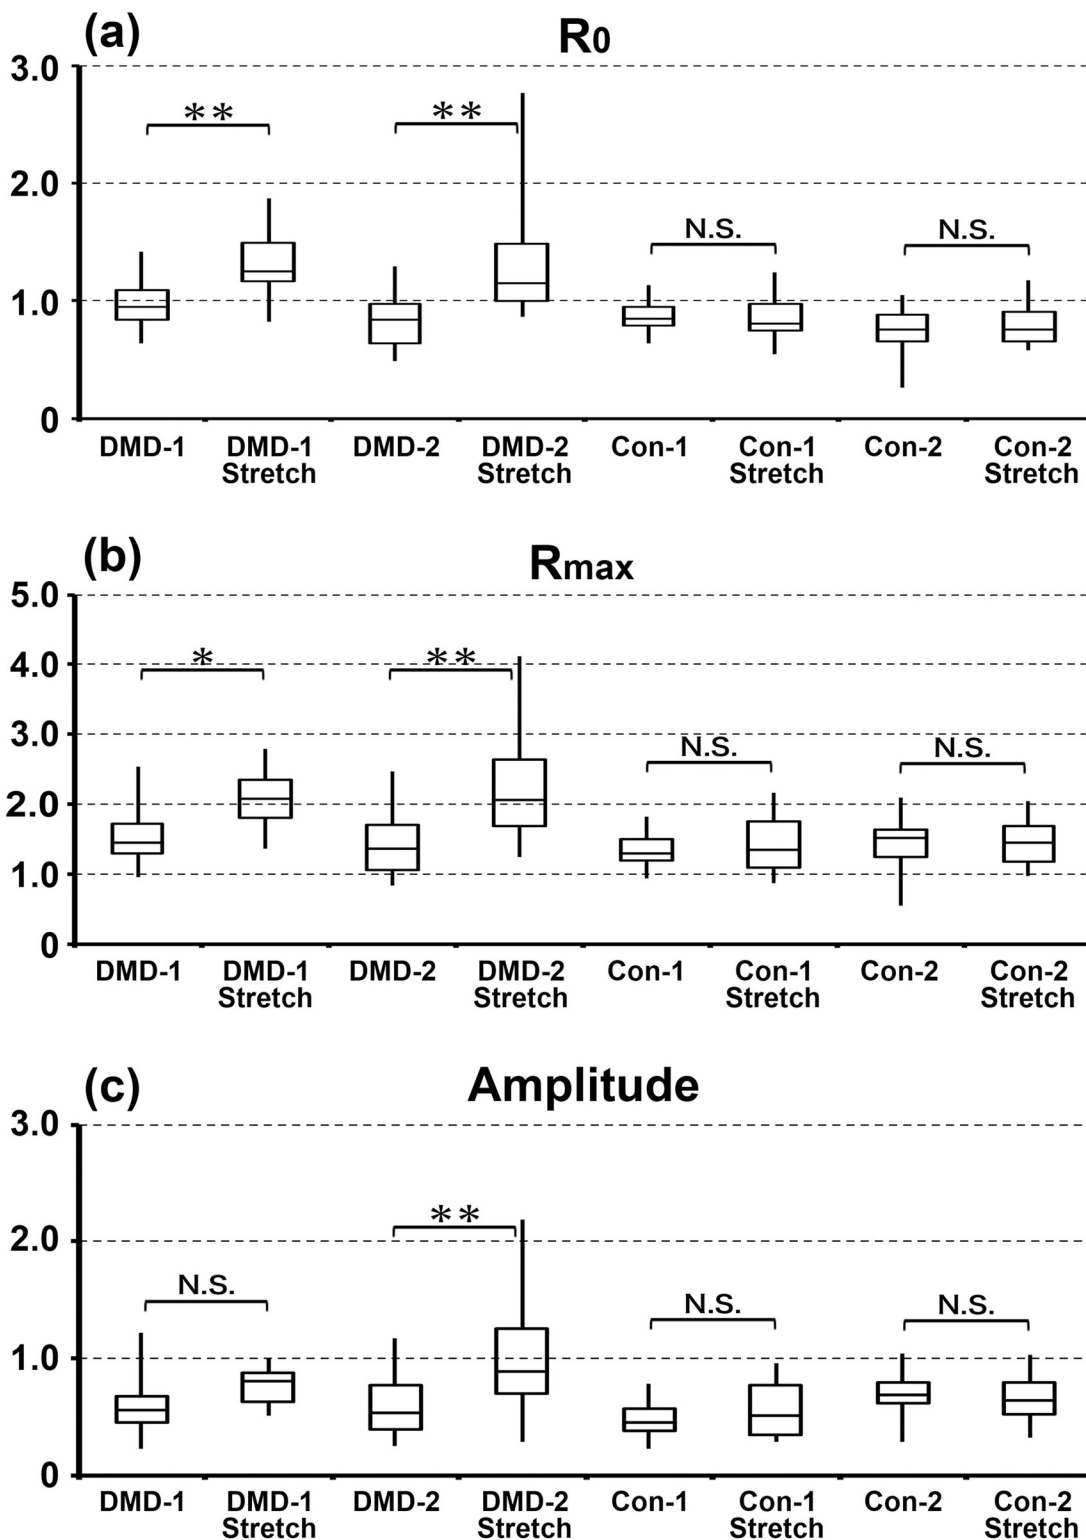 (a)
R0
3.0
**
**
2.0
N.S.
N.S.
1.0
0
DMD-1 DMD-1 DMD-2 DMD-2 Con-1 Con-1 Con-2 Con-2
Stretch Stretch Stretch Stretch
(b)
Rmax
5.0
4.0
*
**
3.0
N.S.
N.S.
2.0
1.0
0
DMD-1 DMD-1 DMD-2 DMD-2 Con-1 Con-1 Con-2 Con-2
Stretch Stretch Stretch Stretch
(c)
Amplitude
3.0
**
2.0
N.S.
N.S.
N.S.
1.0
0
DMD-1 DMD-1 DMD-2 DMD-2 Con-1 Con-1 Con-2 Con-2
Stretch Stretch Stretch Stretch